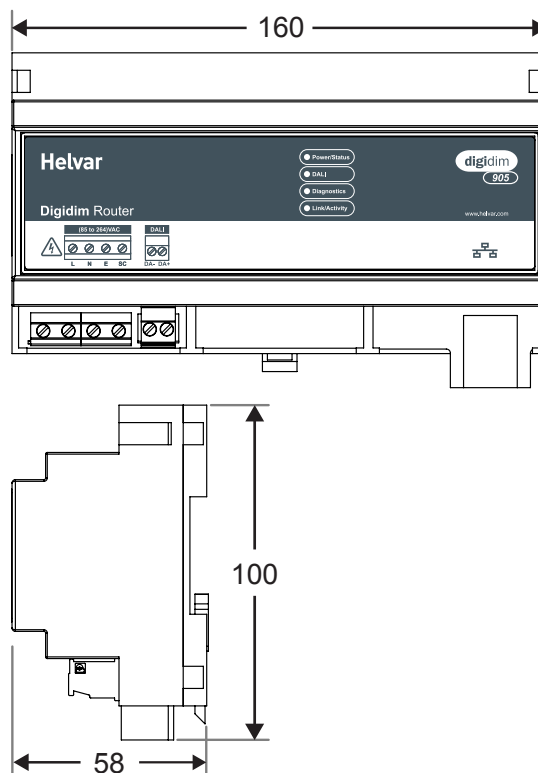 160
Helvar
Power/Status
digidim
DALI
905
Diagnostics
Digidim Router
Link/Activity
www.helvar.com
(85 to 264)VAC
DALI
L N E SC
DA- DA+
100
58